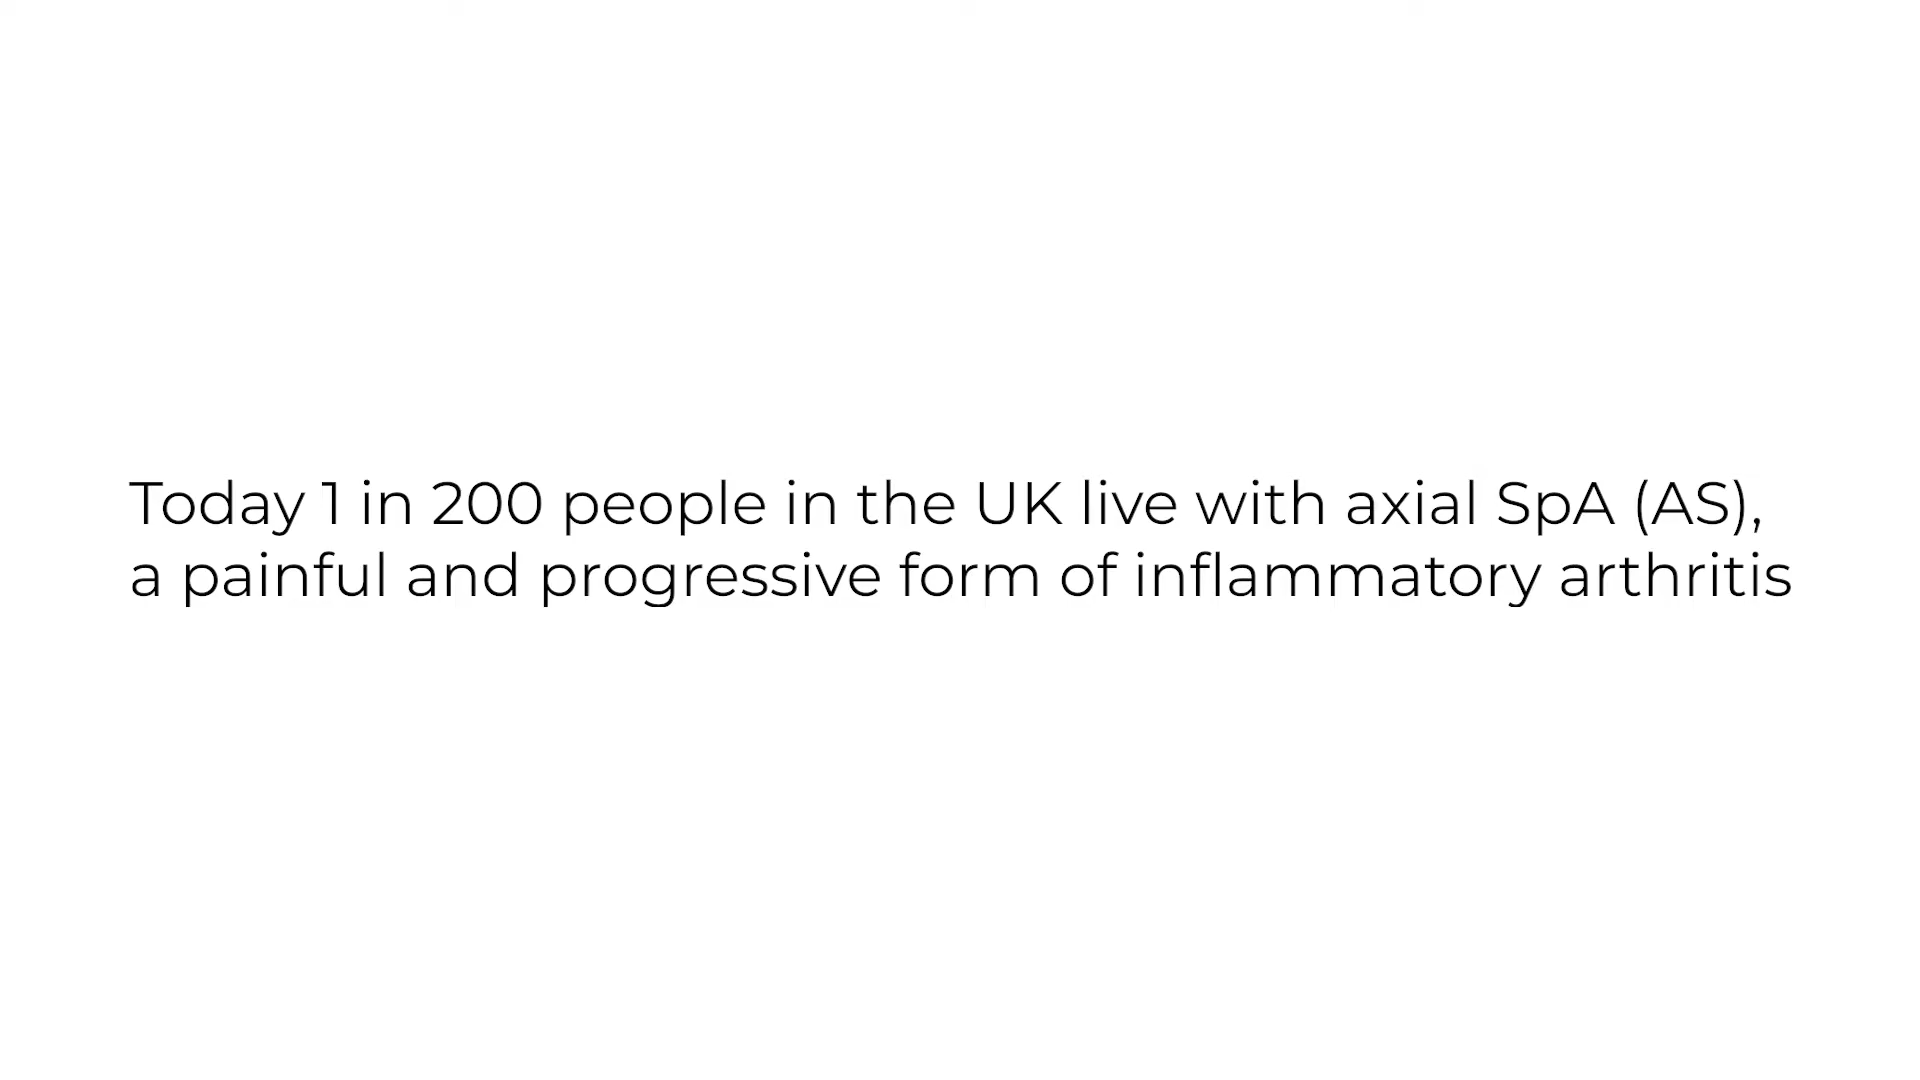 Today 1 in 200 people in the UK live with axial SpA (AS),
a painful and progressive form of inflammatory arthritis